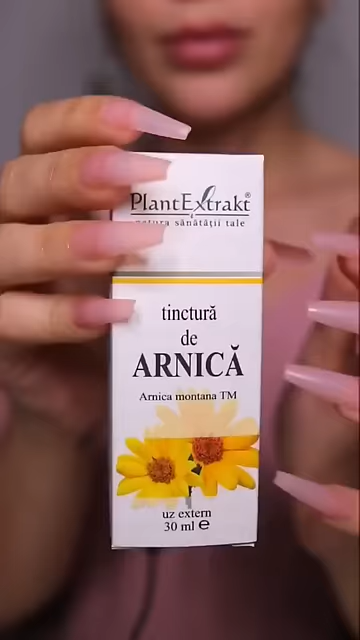 PlantExtrakt®
natura sănătății tale
tinctură
de
ARNICĂ
Arnica montana TM
uz extern
30 ml e